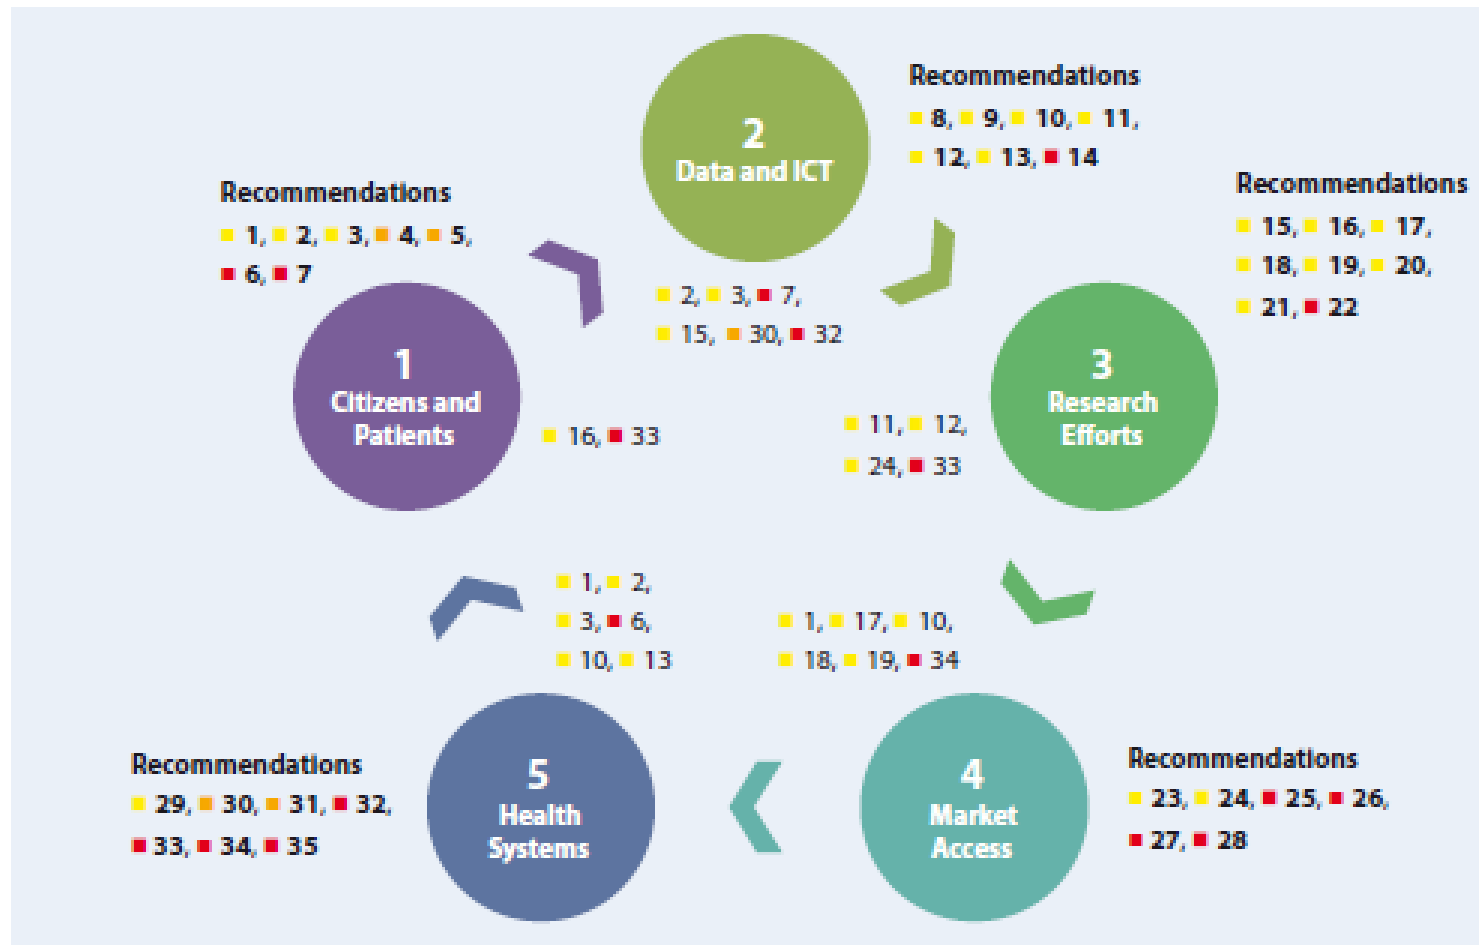 2
Data and ICT
Recommendations
8, 9, 10, 11,
12, 13, 14
Recommendations
1, 2, 3, 4, 5,
6, 7
Recommendations
15, 16, 17,
18, 19, 20,
21, 22
2, 3, 7,
15, 30, 32
1
Citizens and
Patients
16, 33
3
Research
Efforts
11, 12,
24, 33
1, 2,
3, 6,
10, 13
1, 17, 10,
18, 19, 34
5
Health
Systems
Recommendations
29, 30, 31, 32,
33, 34, 35
4
Market
Access
Recommendations
23, 24, 25, 26,
27, 28